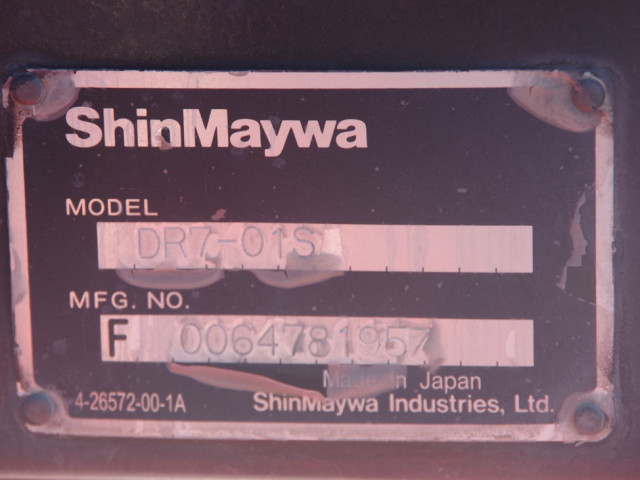 ShinMaywa
MODEL
DR7-01S
MFG. NO.
F 0064781957
Made in Japan
4-26572-00-1A
ShinMaywa Industries, Ltd.